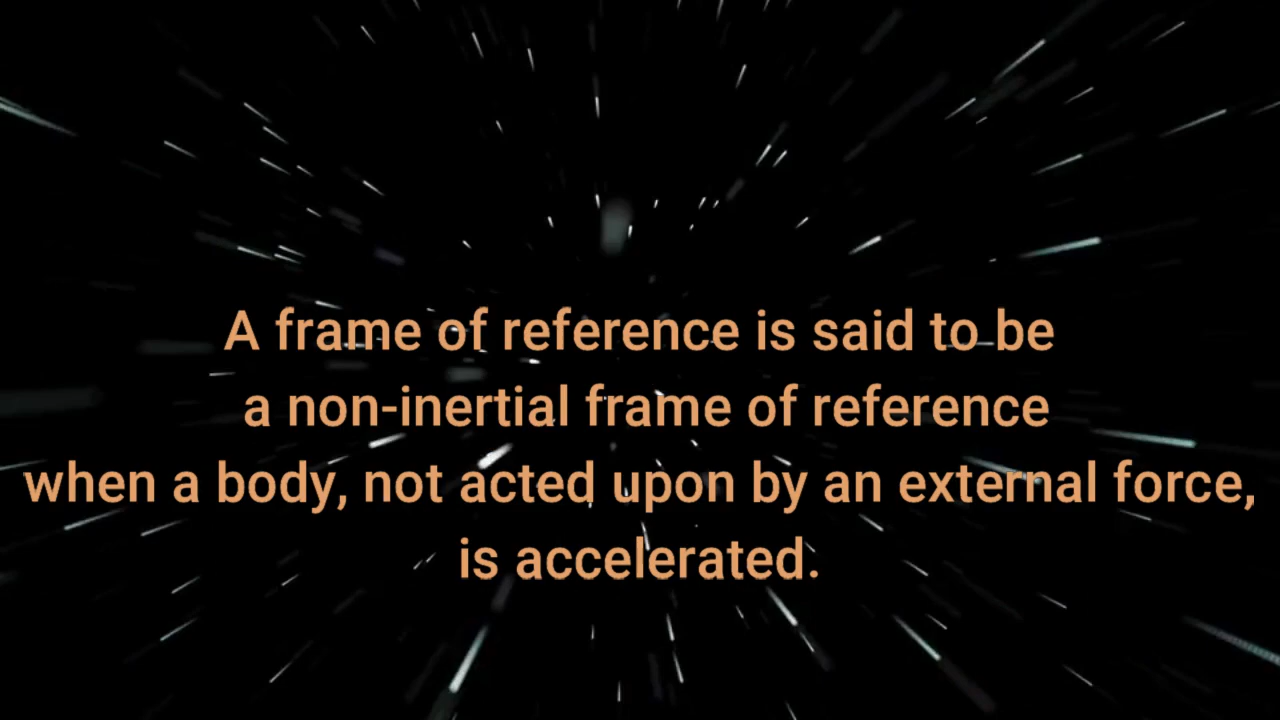 A frame of reference is said to be
a non-inertial frame of reference
when a body, not acted upon by an external force,
is accelerated.